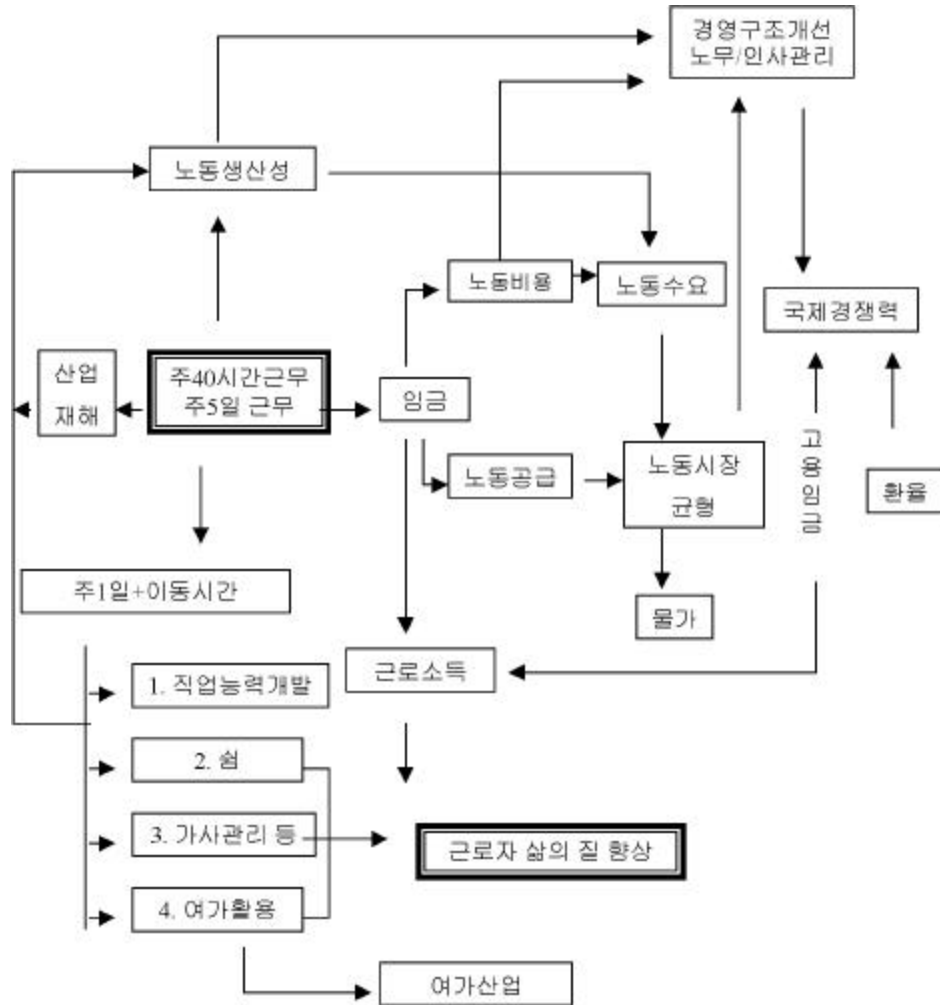 경영구조개선
노무/인사관리
노동생산성
노동비용
노동수요
국제경쟁력
산업
재해
주40시간근무
주5일 근무
임금
노동공급
노동시장
균형
고용임금
환율
주1일+이동시간
물가
1. 직업능력개발
근로소득
2. 쉼
3. 가사관리 등
근로자 삶의 질 향상
4. 여가활용
여가산업